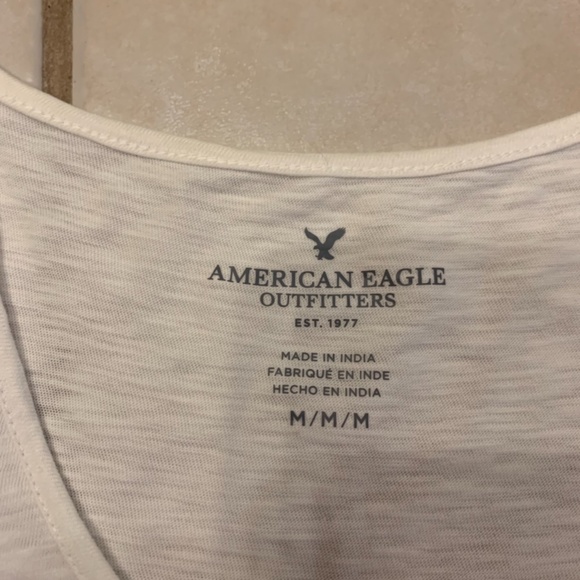 AMERICAN EAGLE
OUTFITTERS
EST. 1977
MADE IN INDIA
FABRIQUÉ EN INDE
HECHO EN INDIA
M/M/M